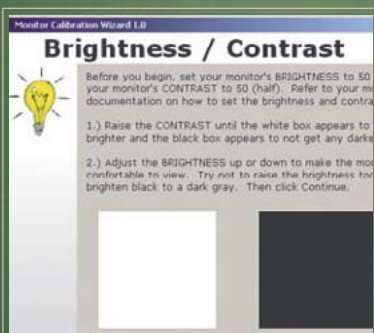 Monitor Calibration Wizard 1.0
Brightness / Contrast
Before you begin, set your monitor's BRIGHTNESS to 50
your monitor's CONTRAST to 50 (half). Refer to your
documentation on how to set the brightness and
1.) Raise the CONTRAST until the white box appears to
brighter and the black box appears to not get any
2.) Adjust the BRIGHTNESS up or down to make the
confortable to view. Try not to raise the brightness
brighten black to a dark gray. Then click Continue.